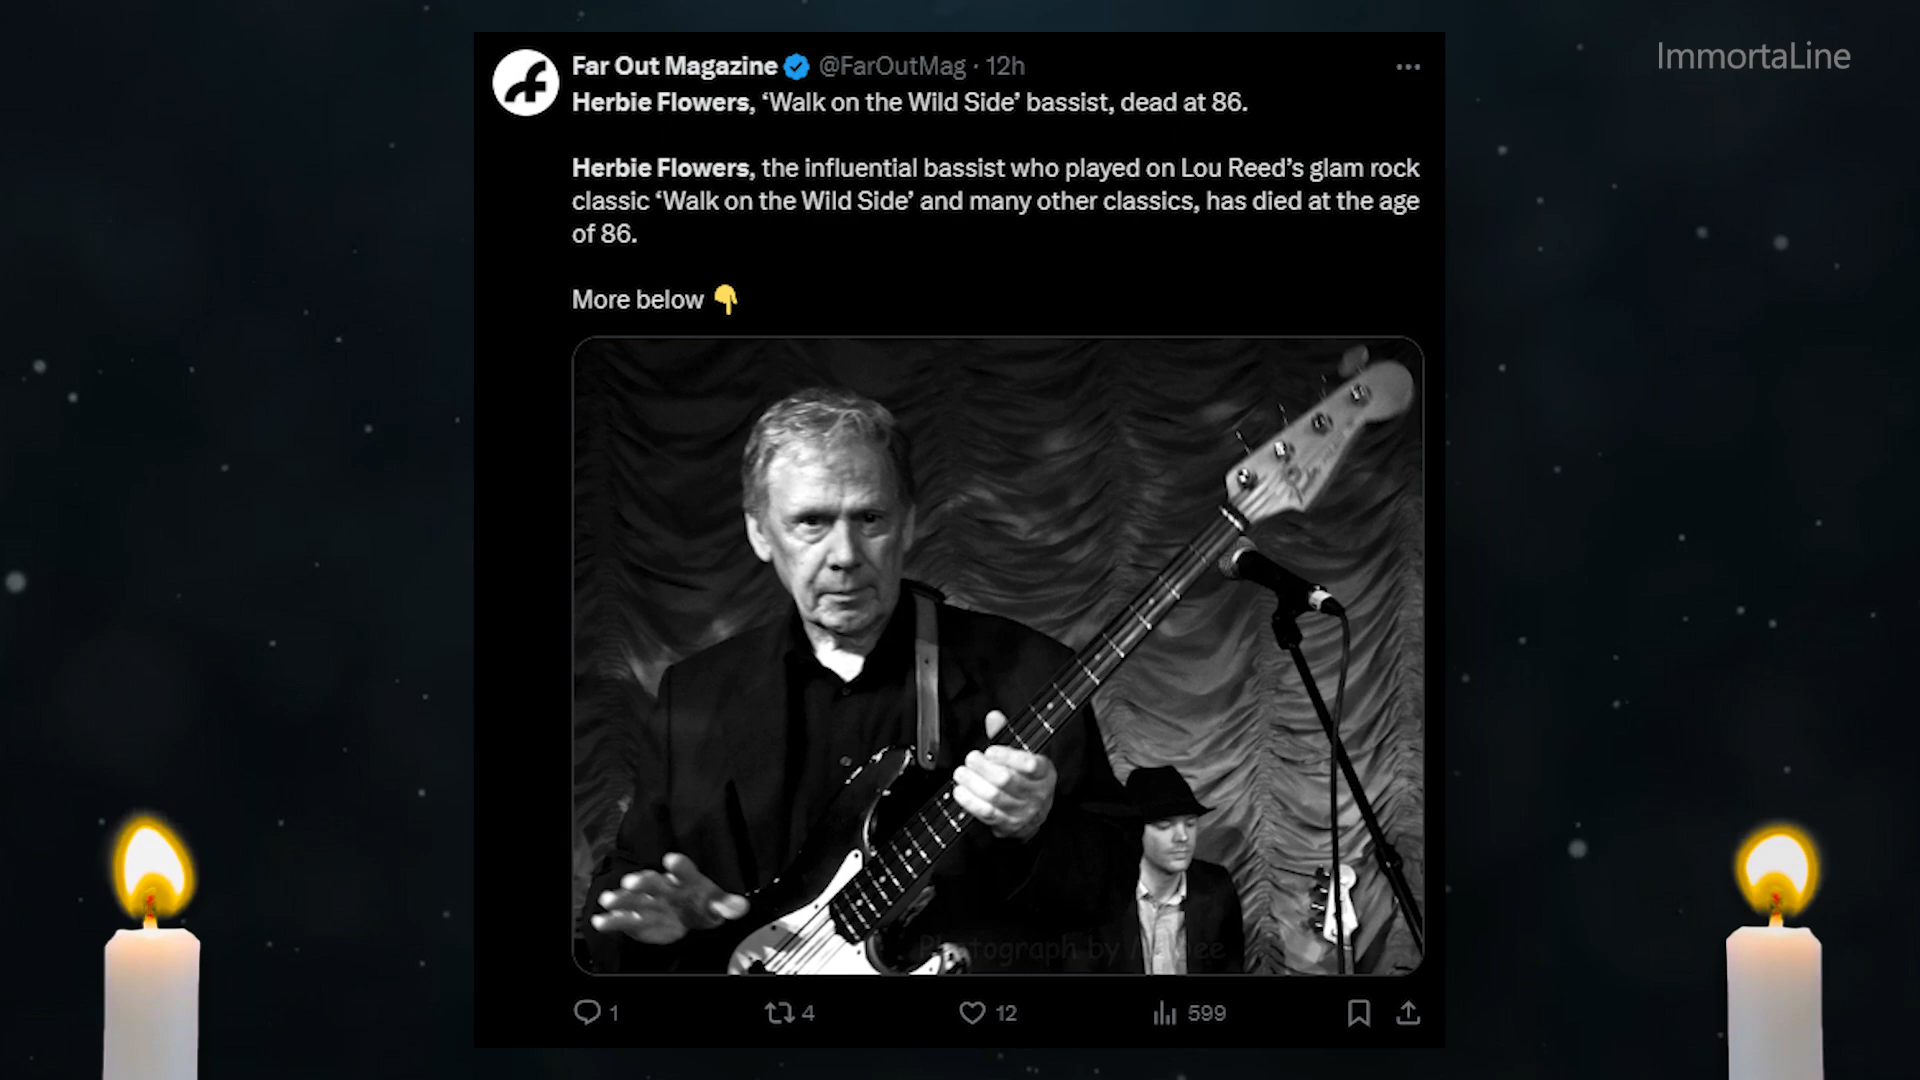 ImmortaLine
Far Out Magazine @FarOutMag · 12h
Herbie Flowers, ‘Walk on the Wild Side’ bassist, dead at 86.
Herbie Flowers, the influential bassist who played on Lou Reed’s glam rock
classic ‘Walk on the Wild Side’ and many other classics, has died at the age
of 86.
More below 👇
Photograph by
1 4 12 599